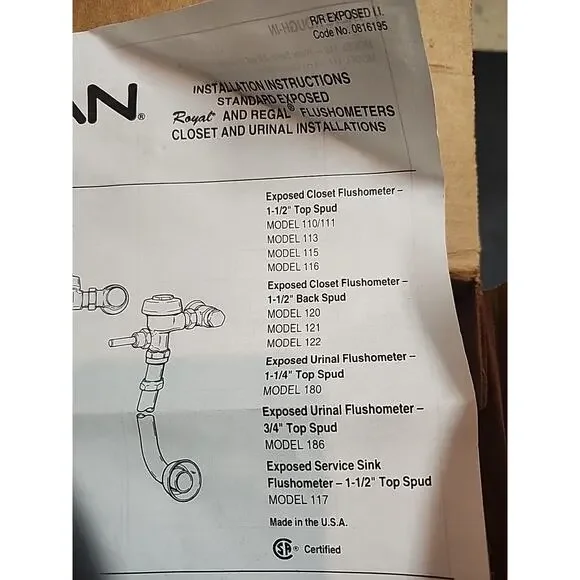 R/R EXPOSED I.I.
Code No. 0816195
AN®
INSTALLATION INSTRUCTIONS
STANDARD EXPOSED
Royal® AND REGAL® FLUSHOMETERS
CLOSET AND URINAL INSTALLATIONS
Exposed Closet Flushometer –
1-1/2" Top Spud
MODEL 110/111
MODEL 113
MODEL 115
MODEL 116
Exposed Closet Flushometer –
1-1/2" Back Spud
MODEL 120
MODEL 121
MODEL 122
Exposed Urinal Flushometer –
1-1/4" Top Spud
MODEL 180
Exposed Urinal Flushometer –
3/4" Top Spud
MODEL 186
Exposed Service Sink
Flushometer – 1-1/2" Top Spud
MODEL 117
Made in the U.S.A.
SA® Certified